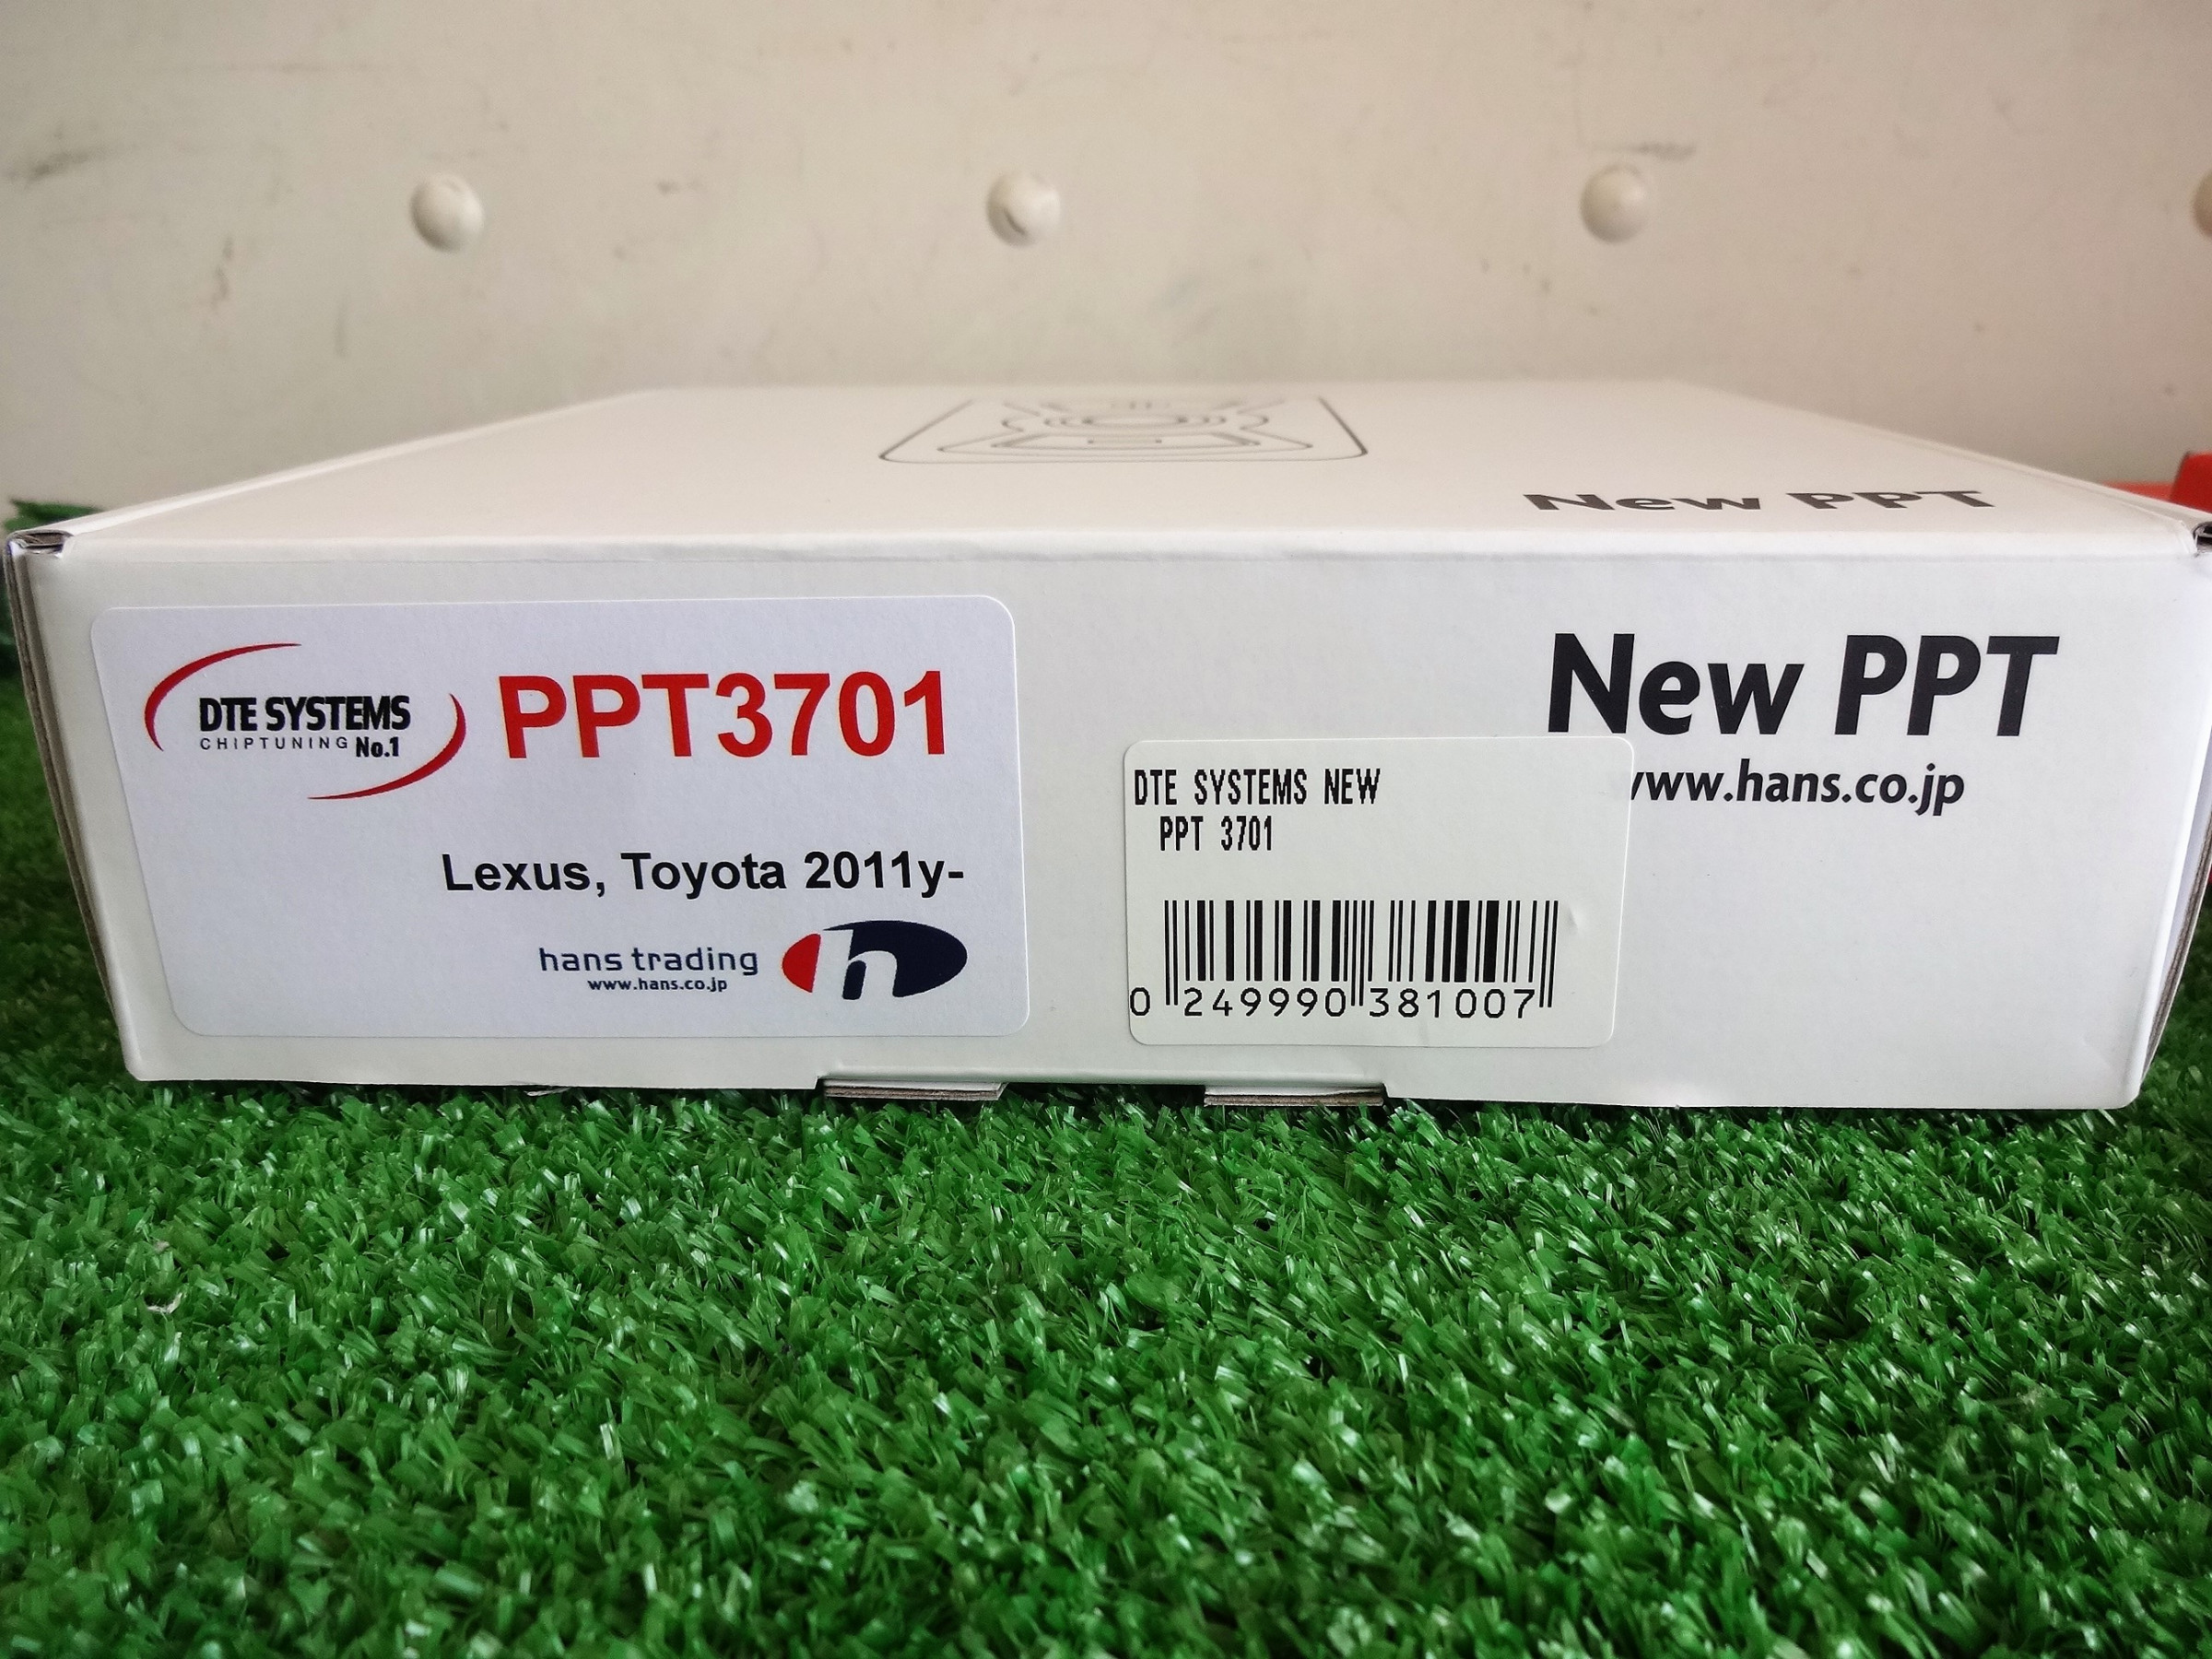 New PPT
DTE SYSTEMS
CHIPTUNING No.1
PPT3701
Lexus, Toyota 2011y-
hans trading
www.hans.co.jp
h
DTE SYSTEMS NEW
PPT 3701
0 249990 381007
New PPT
www.hans.co.jp